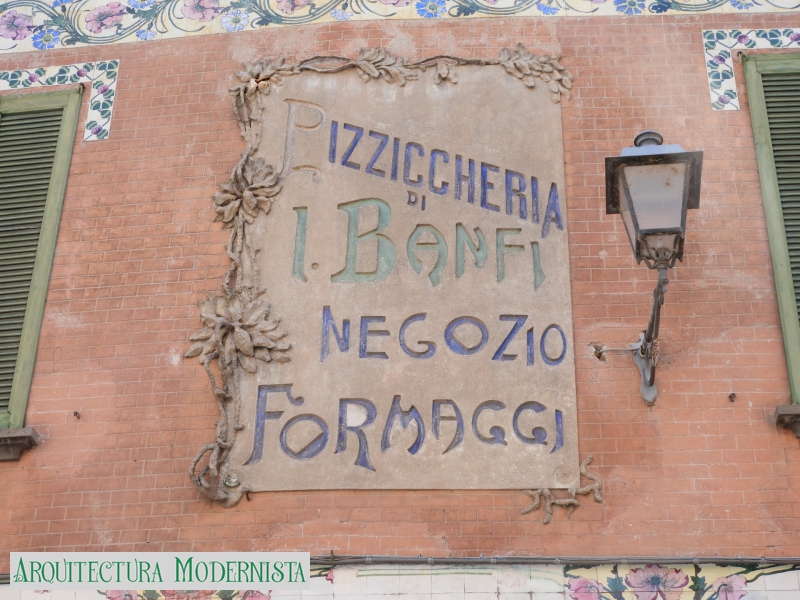 PIZZICCHERIA
DI
I. BANFI
NEGOZIO
FORMAGGI
ARQUITECTURA MODERNISTA